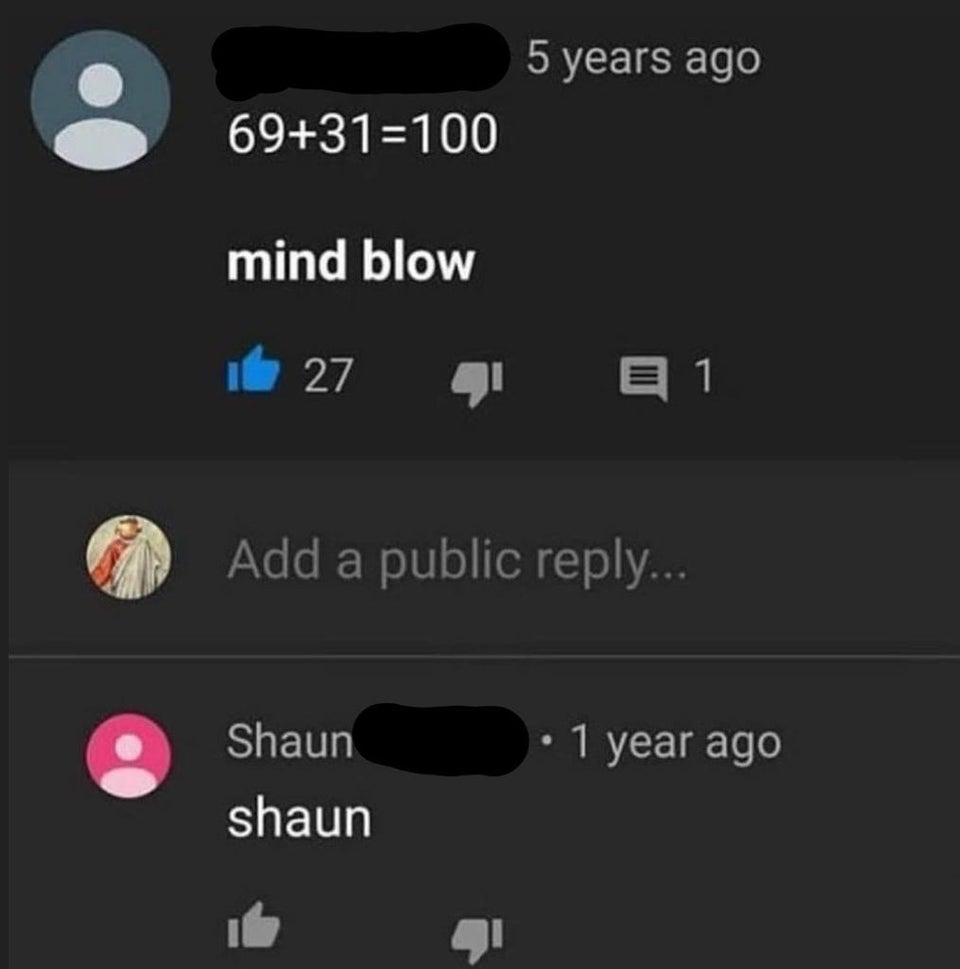 5 years ago
69+31=100
mind blow
27 1
Add a public reply...
Shaun • 1 year ago
shaun